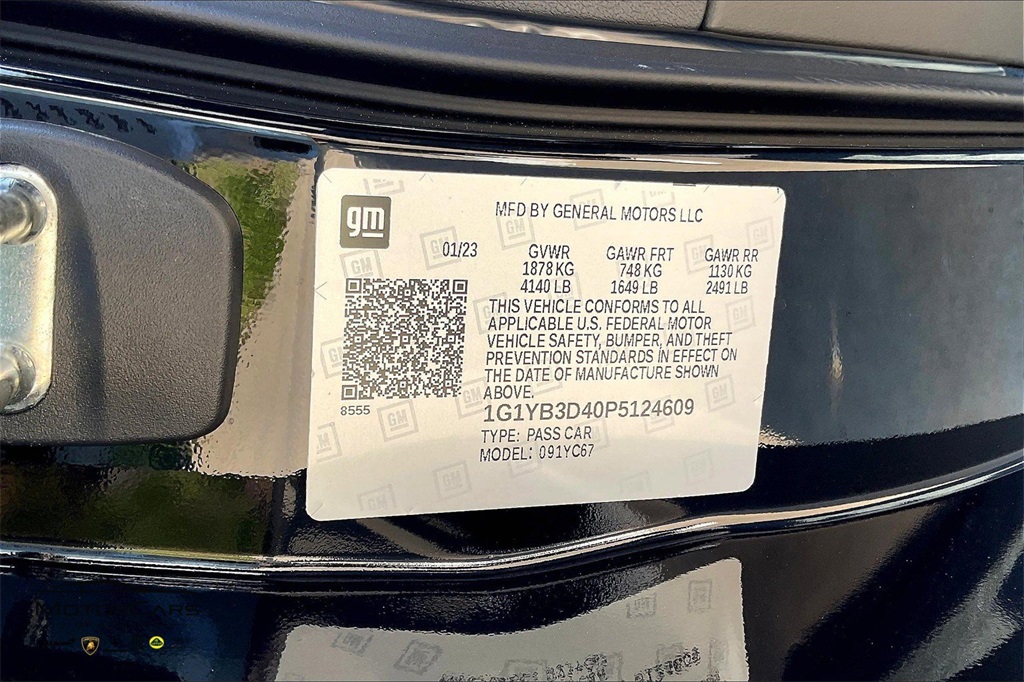 gm
MFD BY GENERAL MOTORS LLC
01/23 GVWR GAWR FRT GAWR RR
1878 KG 748 KG 1130 KG
4140 LB 1649 LB 2491 LB
THIS VEHICLE CONFORMS TO ALL
APPLICABLE U.S. FEDERAL MOTOR
VEHICLE SAFETY, BUMPER, AND THEFT
PREVENTION STANDARDS IN EFFECT ON
THE DATE OF MANUFACTURE SHOWN
ABOVE.
8555
1G1YB3D40P5124609
TYPE: PASS CAR
MODEL: 091YC67